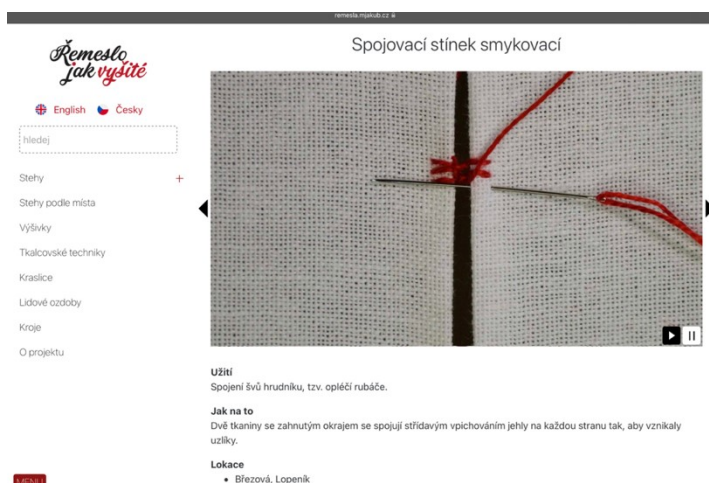 remesla.mjakub.cz
Řemeslo
jak vyšité
English Česky
hledej
Stehy +
Stehy podle místa
Výšivky
Tkalcovské techniky
Kraslice
Lidové ozdoby
Kroje
O projektu
MENU
Spojovací stínek smykovací
Užití
Spojení švů hrudníku, tzv. opléčí rubáče.
Jak na to
Dvě tkaniny se zahnutým okrajem se spojují střídavým vpichováním jehly na každou stranu tak, aby vznikaly
uzlíky.
Lokace
• Březová, Lopeník